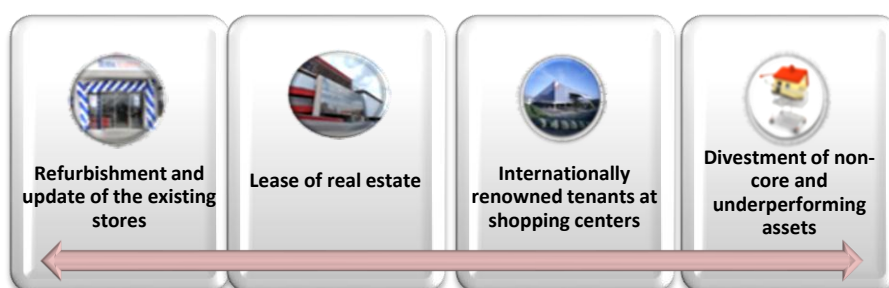 Refurbishment and
update of the existing
stores
Lease of real estate
Internationally
renowned tenants at
shopping centers
Divestment of non-
core and
underperforming
assets